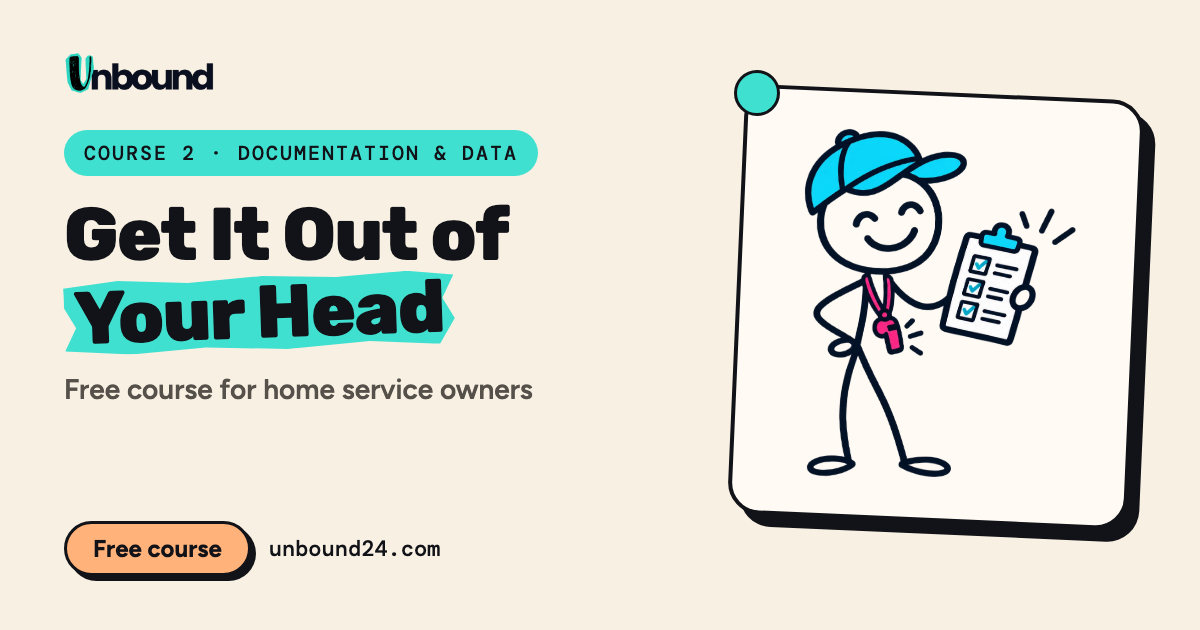 Unbound
COURSE 2 · DOCUMENTATION & DATA
Get It Out of
Your Head
Free course for home service owners
Free course
unbound24.com